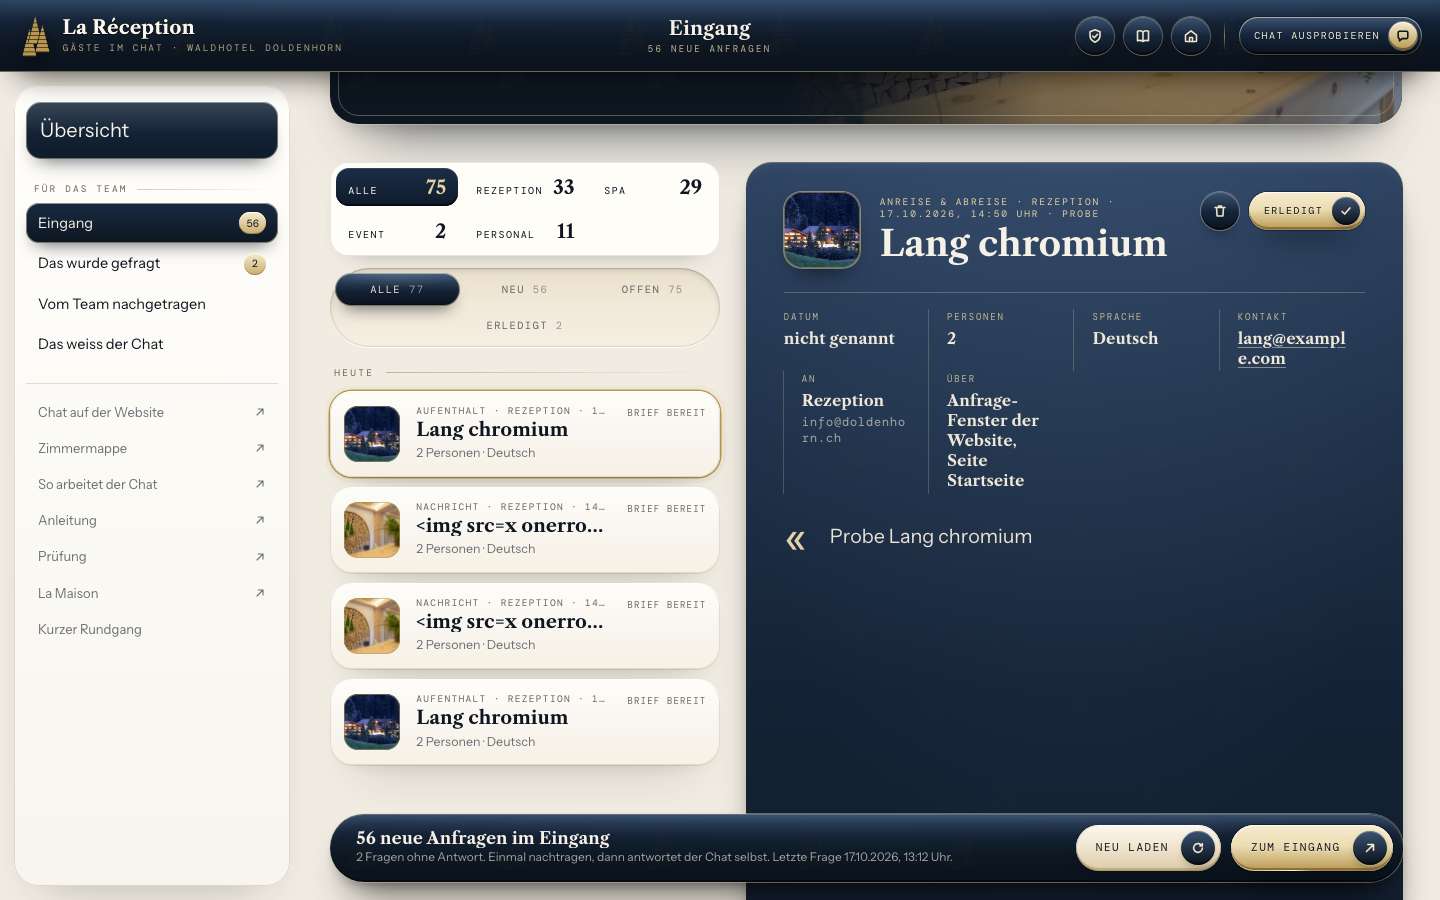 La Réception
GÄSTE IM CHAT · WALDHOTEL DOLDENHORN
Eingang
56 NEUE ANFRAGEN
CHAT AUSPROBIEREN
Übersicht
FÜR DAS TEAM
Eingang 56
Das wurde gefragt 2
Vom Team nachgetragen
Das weiss der Chat
Chat auf der Website
Zimmermappe
So arbeitet der Chat
Anleitung
Prüfung
La Maison
Kurzer Rundgang
ALLE 75 REZEPTION 33 SPA 29
EVENT 2 PERSONAL 11
ALLE 77 NEU 56 OFFEN 75
ERLEDIGT 2
HEUTE
AUFENTHALT · REZEPTION · 1… BRIEF BEREIT
Lang chromium
2 Personen · Deutsch
NACHRICHT · REZEPTION · 14… BRIEF BEREIT
<img src=x onerro…
2 Personen · Deutsch
NACHRICHT · REZEPTION · 14… BRIEF BEREIT
<img src=x onerro…
2 Personen · Deutsch
AUFENTHALT · REZEPTION · 1… BRIEF BEREIT
Lang chromium
2 Personen · Deutsch
ANREISE & ABREISE · REZEPTION ·
17.10.2026, 14:50 UHR · PROBE
Lang chromium
ERLEDIGT
DATUM
nicht genannt
PERSONEN
2
SPRACHE
Deutsch
KONTAKT
lang@exampl
e.com
AN
Rezeption
info@doldenho
rn.ch
ÜBER
Anfrage-
Fenster der
Website,
Seite
Startseite
« Probe Lang chromium
56 neue Anfragen im Eingang
2 Fragen ohne Antwort. Einmal nachtragen, dann antwortet der Chat selbst. Letzte Frage 17.10.2026, 13:12 Uhr.
NEU LADEN
ZUM EINGANG